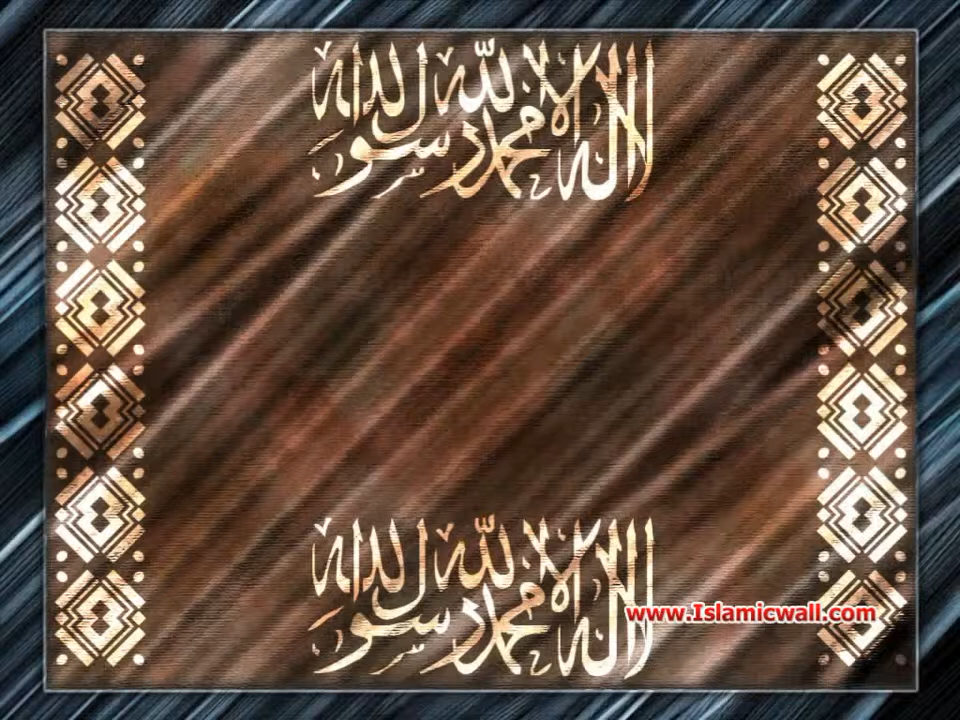 لا إله إلا الله محمد رسول الله
لا إله إلا الله محمد رسول الله
www.Islamicwall.com